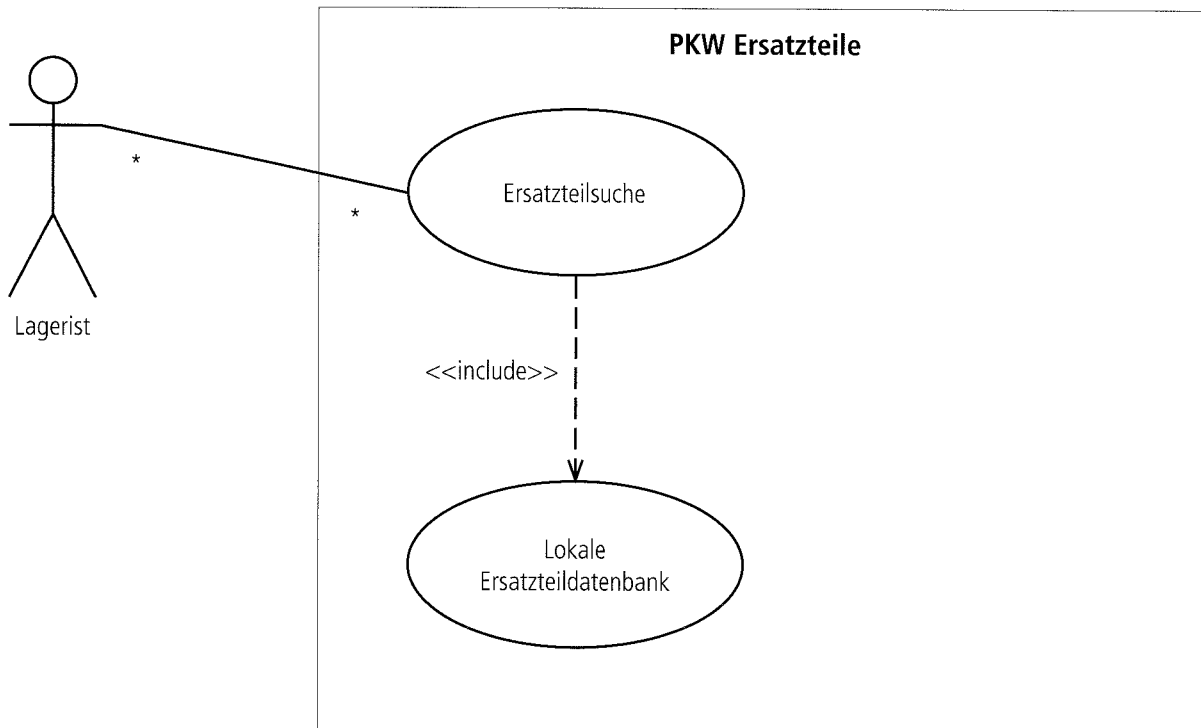 PKW Ersatzteile
*
*
Ersatzteilsuche
Lagerist
<<include>>
Lokale
Ersatzteildatenbank